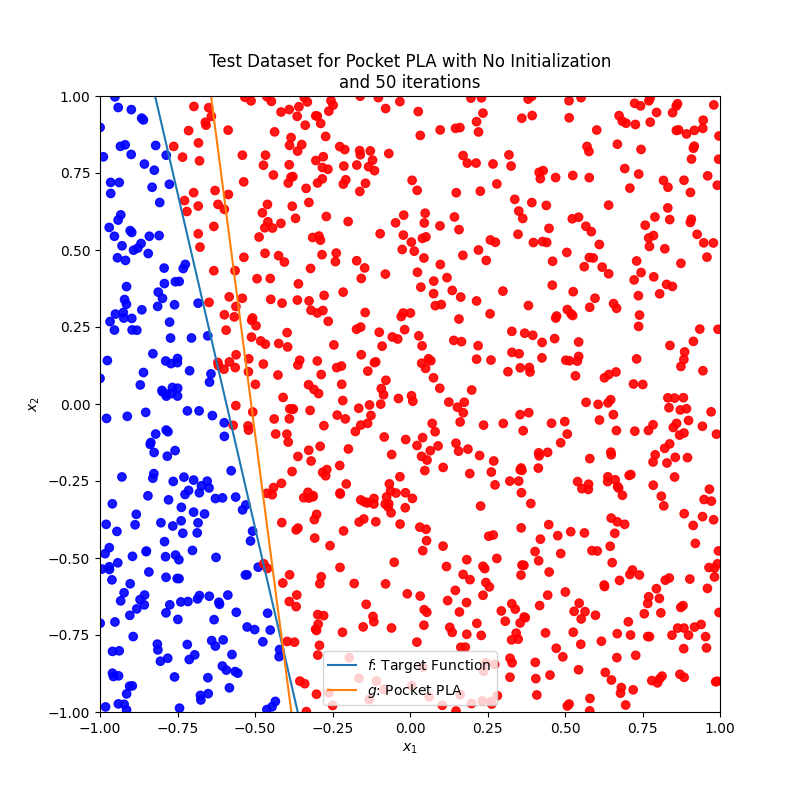 Test Dataset for Pocket PLA with No Initialization
and 50 iterations
1.00
0.75
0.50
0.25
0.00
−0.25
−0.50
−0.75
−1.00
x₂
f: Target Function
g: Pocket PLA
−1.00 −0.75 −0.50 −0.25 0.00 0.25 0.50 0.75 1.00
x₁